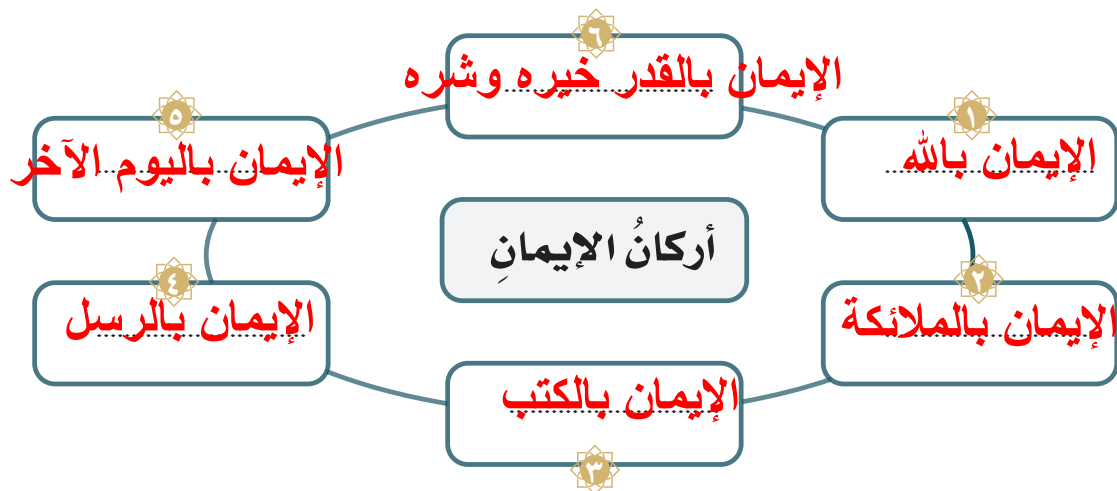 أركانُ الإيمانِ
١
الإيمان بالله
٢
الإيمان بالملائكة
٣
الإيمان بالكتب
٤
الإيمان بالرسل
٥
الإيمان باليوم الآخر
٦
الإيمان بالقدر خيره وشره